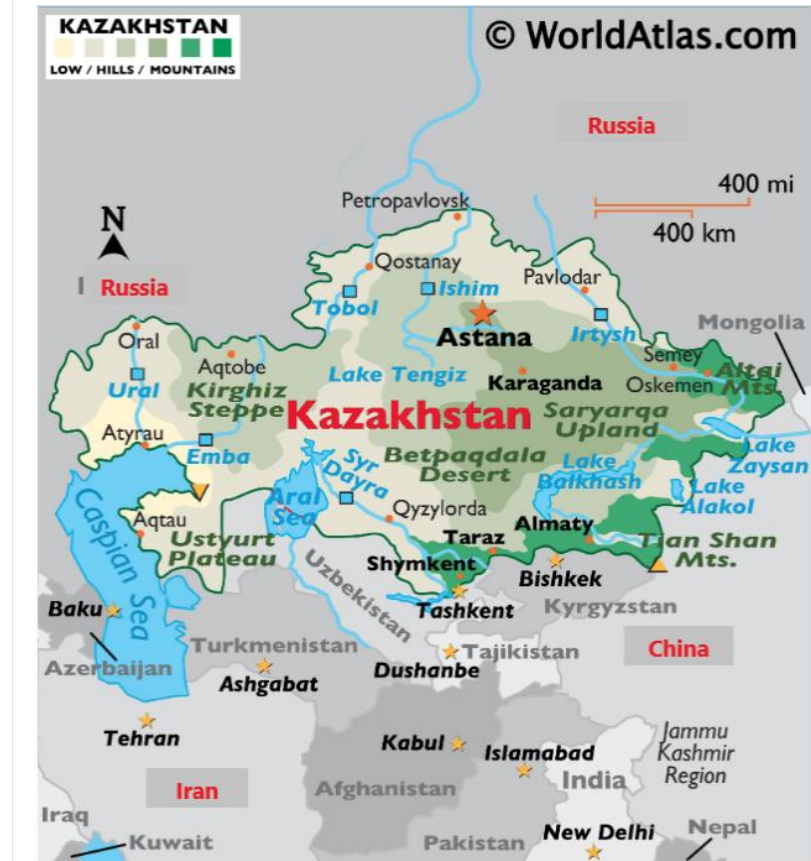 KAZAKHSTAN
LOW / HILLS / MOUNTAINS
© WorldAtlas.com
Russia
400 mi
400 km
N
Petropavlovsk
Qostanay
Ishim
Pavlodar
I
Russia
Tobol
Irtysh
Mongolia
Oral
Astana
Semey
Altai
Mts.
Aqtobe
Lake Tengiz
Karaganda
Oskemen
Ural
Kirghiz
Steppe
Kazakhstan
Saryarqa
Upland
Atyrau
Emba
Syr
Dayra
Betpaqdala
Desert
Lake
Balkhash
Lake
Zaysan
Caspian Sea
Aral
Sea
Lake
Alakol
Aqtau
Ustyurt
Plateau
Qyzylorda
Taraz
Almaty
Tian Shan
Mts.
Shymkent
Bishkek
Uzbekistan
Tashkent
Kyrgyzstan
Baku
Azerbaijan
Turkmenistan
Ashgabat
Dushanbe
Tajikistan
China
Tehran
Kabul
Islamabad
Jammu
Kashmir
Region
Iran
Afghanistan
India
Iraq
Kuwait
Pakistan
New Delhi
Nepal